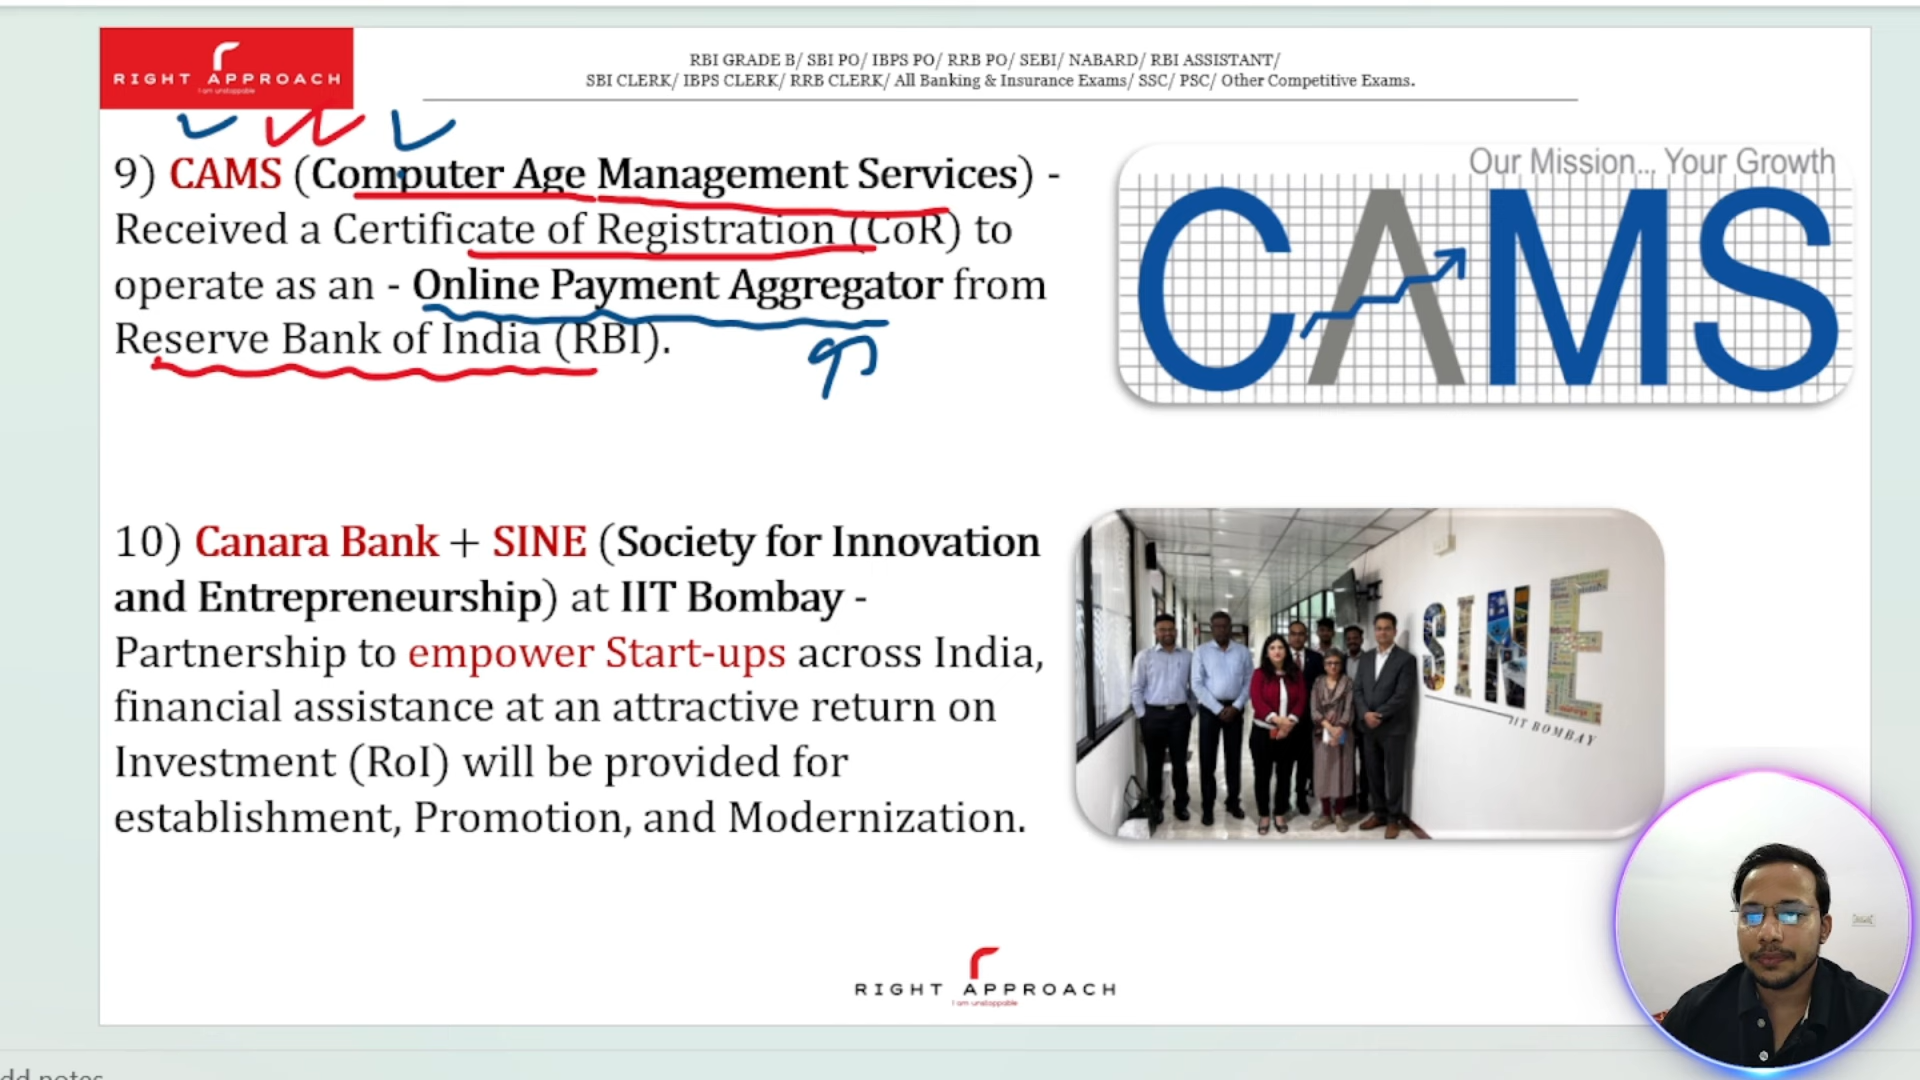 RIGHT APPROACH
I am unstoppable
RBI GRADE B/ SBI PO/ IBPS PO/ RRB PO/ SEBI/ NABARD/ RBI ASSISTANT/
SBI CLERK/ IBPS CLERK/ RRB CLERK/ All Banking & Insurance Exams/ SSC/ PSC/ Other Competitive Exams.
9) CAMS (Computer Age Management Services) -
Received a Certificate of Registration (CoR) to
operate as an - Online Payment Aggregator from
Reserve Bank of India (RBI).
Our Mission... Your Growth
CAMS
10) Canara Bank + SINE (Society for Innovation
and Entrepreneurship) at IIT Bombay -
Partnership to empower Start-ups across India,
financial assistance at an attractive return on
Investment (RoI) will be provided for
establishment, Promotion, and Modernization.
SINE
IIT BOMBAY
RIGHT APPROACH
I am unstoppable